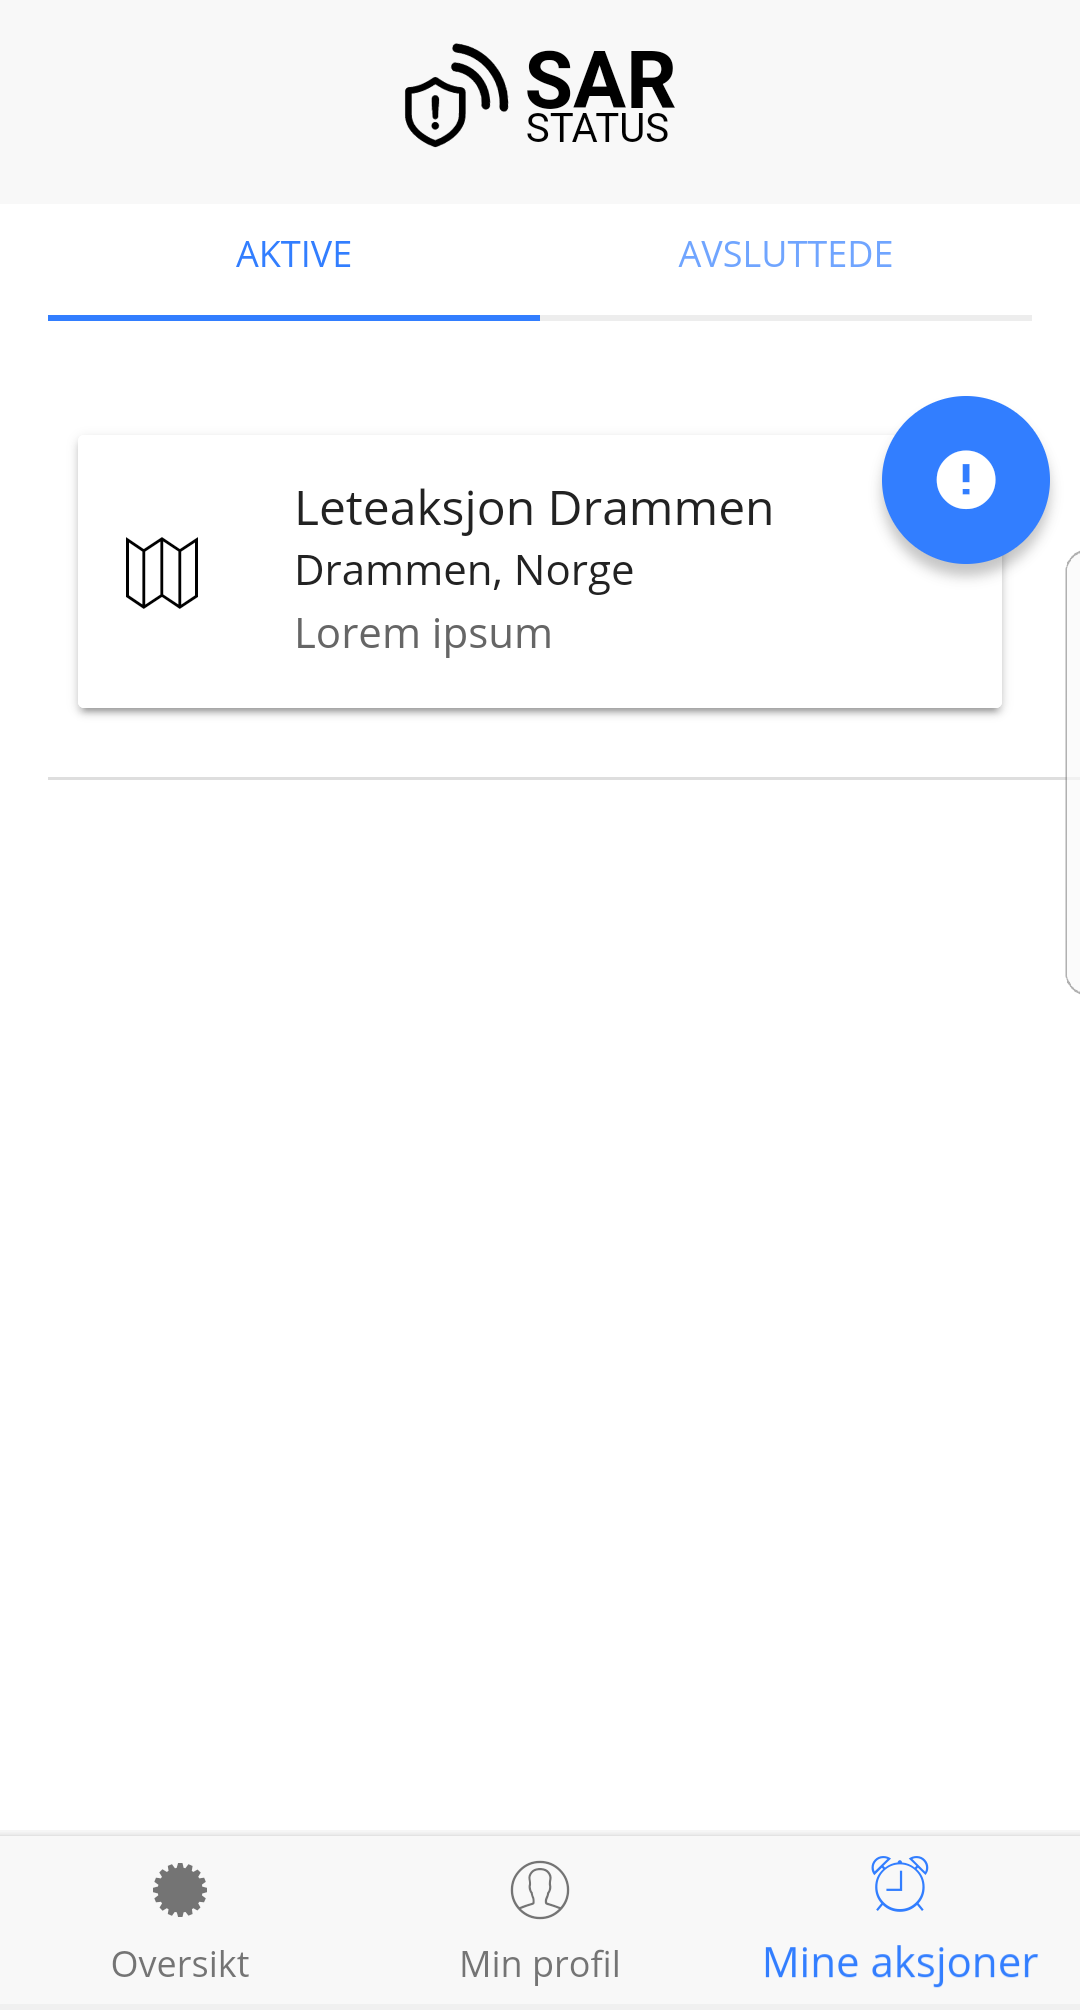 SAR
STATUS
AKTIVE
AVSLUTTEDE
Leteaksjon Drammen
Drammen, Norge
Lorem ipsum
Oversikt
Min profil
Mine aksjoner